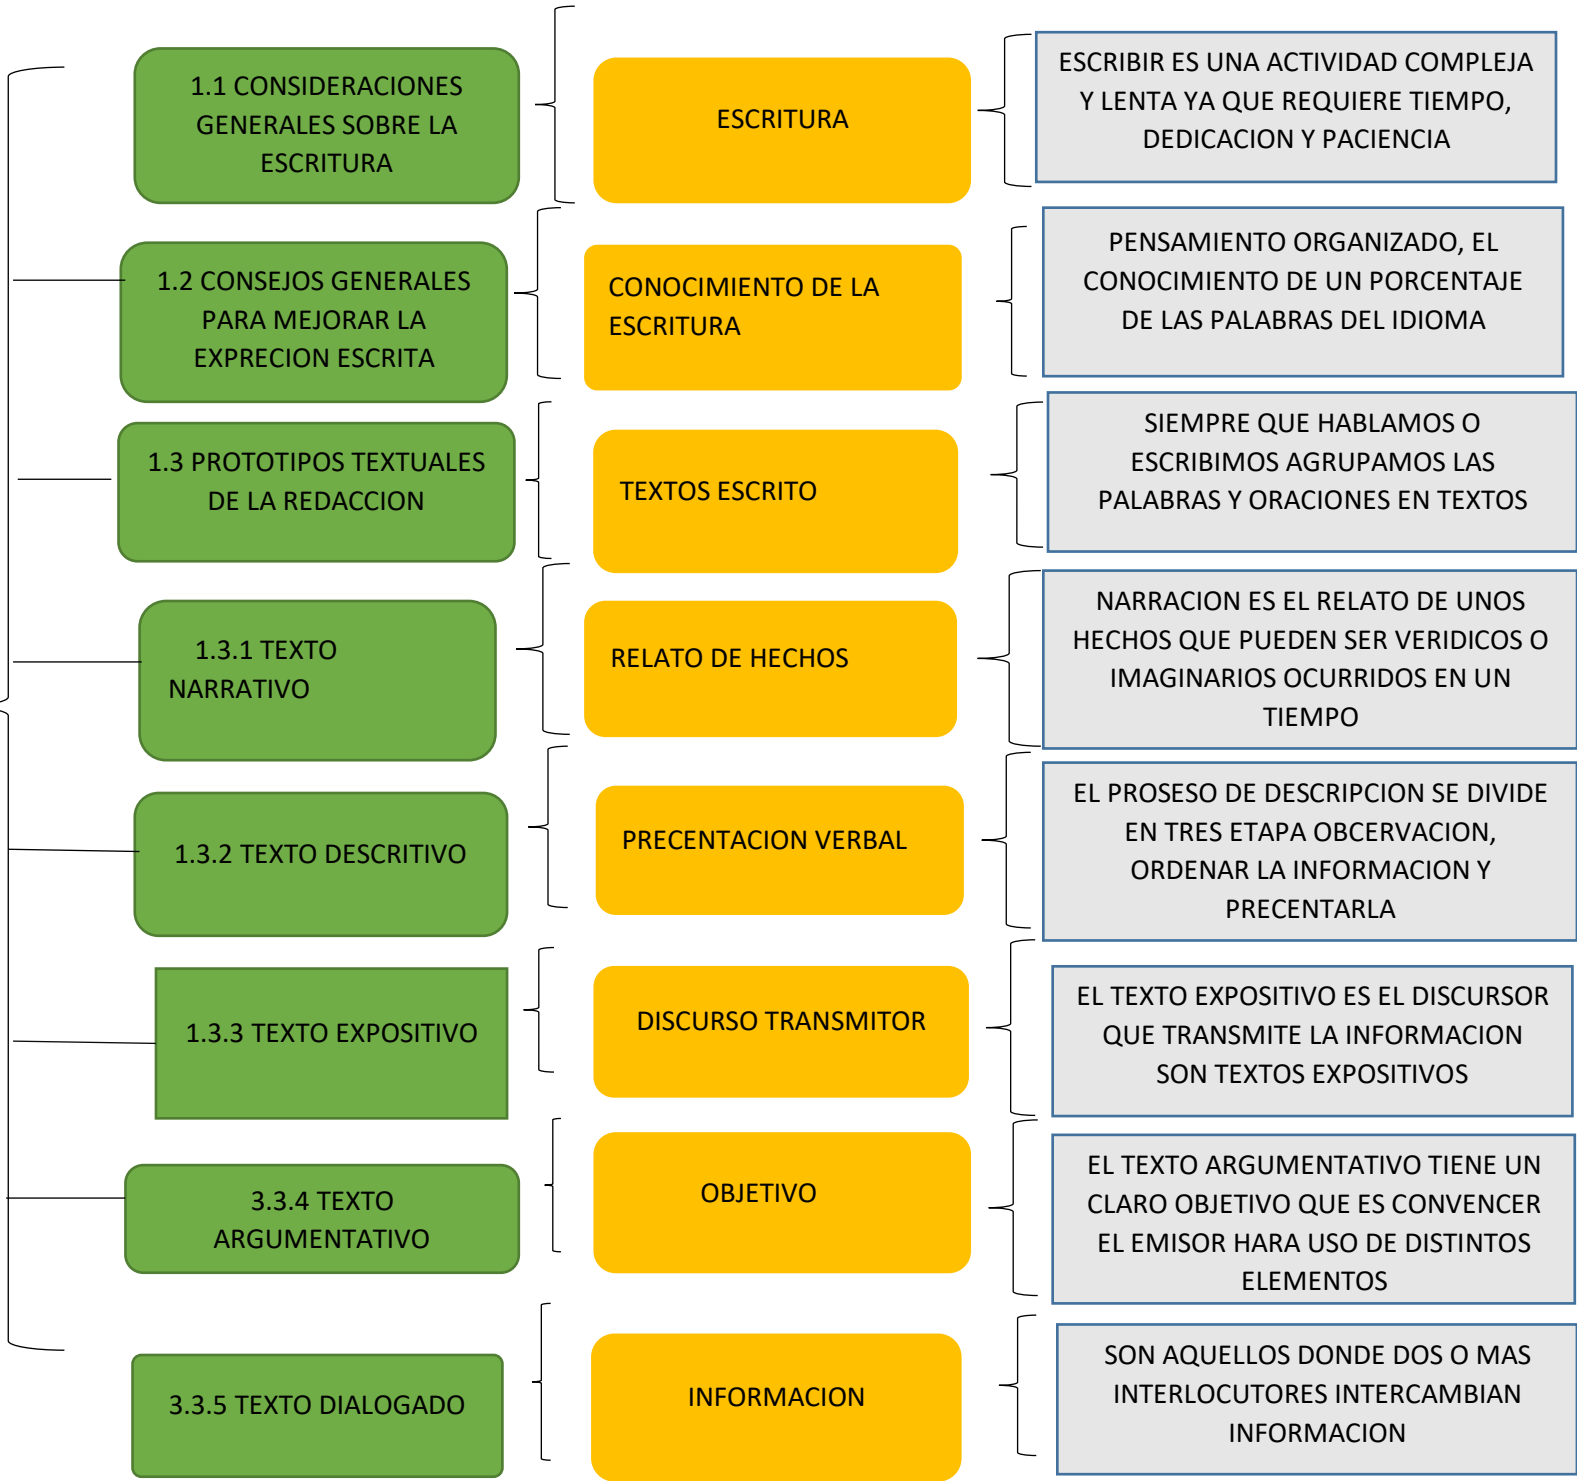 1.1 CONSIDERACIONES
GENERALES SOBRE LA
ESCRITURA
ESCRITURA
ESCRIBIR ES UNA ACTIVIDAD COMPLEJA
Y LENTA YA QUE REQUIERE TIEMPO,
DEDICACION Y PACIENCIA
1.2 CONSEJOS GENERALES
PARA MEJORAR LA
EXPRECION ESCRITA
CONOCIMIENTO DE LA
ESCRITURA
PENSAMIENTO ORGANIZADO, EL
CONOCIMIENTO DE UN PORCENTAJE
DE LAS PALABRAS DEL IDIOMA
1.3 PROTOTIPOS TEXTUALES
DE LA REDACCION
TEXTOS ESCRITO
SIEMPRE QUE HABLAMOS O
ESCRIBIMOS AGRUPAMOS LAS
PALABRAS Y ORACIONES EN TEXTOS
1.3.1 TEXTO
NARRATIVO
RELATO DE HECHOS
NARRACION ES EL RELATO DE UNOS
HECHOS QUE PUEDEN SER VERIDICOS O
IMAGINARIOS OCURRIDOS EN UN
TIEMPO
1.3.2 TEXTO DESCRITIVO
PRECENTACION VERBAL
EL PROSESO DE DESCRIPCION SE DIVIDE
EN TRES ETAPA OBCERVACION,
ORDENAR LA INFORMACION Y
PRECENTARLA
1.3.3 TEXTO EXPOSITIVO
DISCURSO TRANSMITOR
EL TEXTO EXPOSITIVO ES EL DISCURSOR
QUE TRANSMITE LA INFORMACION
SON TEXTOS EXPOSITIVOS
3.3.4 TEXTO
ARGUMENTATIVO
OBJETIVO
EL TEXTO ARGUMENTATIVO TIENE UN
CLARO OBJETIVO QUE ES CONVENCER
EL EMISOR HARA USO DE DISTINTOS
ELEMENTOS
3.3.5 TEXTO DIALOGADO
INFORMACION
SON AQUELLOS DONDE DOS O MAS
INTERLOCUTORES INTERCAMBIAN
INFORMACION